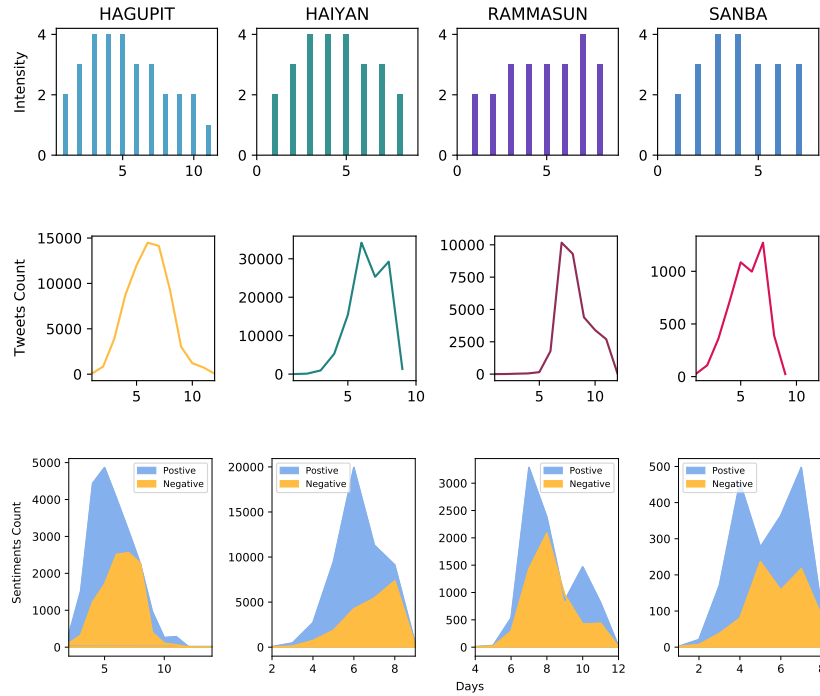 HAGUPIT HAIYAN RAMMASUN SANBA
Intensity
4 4 4 4
2 2 2 2
0 0 0 0
5 10 0 5 0 5 0 5
Tweets Count
15000 30000 10000 1000
10000 20000 7500 500
5000 10000 5000 0
0 0 2500
0
5 10 5 10 5 10 5 10
Sentiments Count
5000 20000 3000 500
4000 15000 2500 400
3000 10000 2000 300
2000 5000 1500 200
1000 0 1000 100
0 500 0
0
Postive Postive Postive Postive
Negative Negative Negative Negative
5 10 2 4 6 8 4 6 8 10 12 2 4 6 8
Days